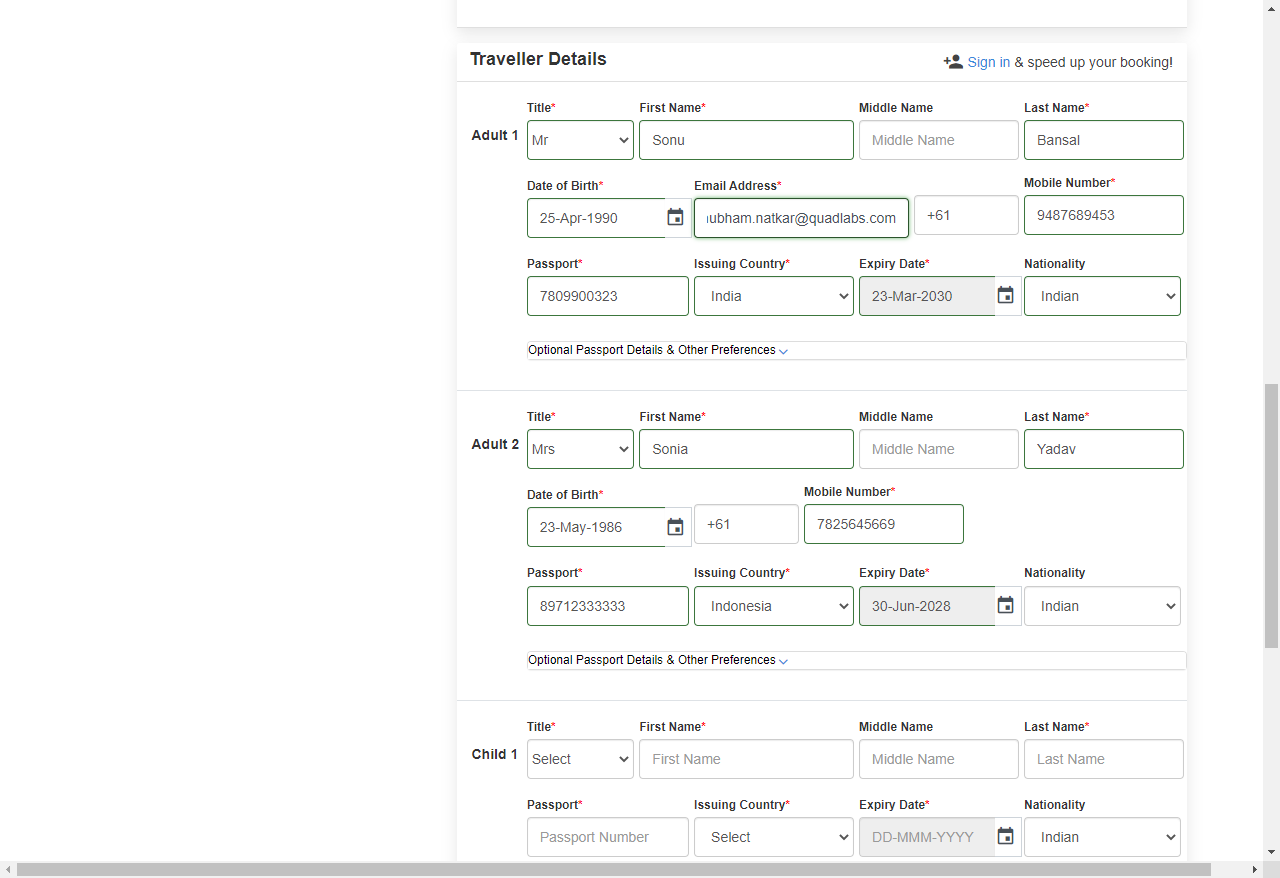 Traveller Details
Sign in & speed up your booking!
Title* First Name* Middle Name Last Name*
Adult 1 Mr Sonu Middle Name Bansal
Date of Birth* Email Address* Mobile Number*
25-Apr-1990 ubham.natkar@quadlabs.com +61 9487689453
Passport* Issuing Country* Expiry Date* Nationality
7809900323 India 23-Mar-2030 Indian
Optional Passport Details & Other Preferences
Title* First Name* Middle Name Last Name*
Adult 2 Mrs Sonia Middle Name Yadav
Date of Birth* Mobile Number*
23-May-1986 +61 7825645669
Passport* Issuing Country* Expiry Date* Nationality
89712333333 Indonesia 30-Jun-2028 Indian
Optional Passport Details & Other Preferences
Title* First Name* Middle Name Last Name*
Child 1 Select First Name Middle Name Last Name
Passport* Issuing Country* Expiry Date* Nationality
Passport Number Select DD-MMM-YYYY Indian